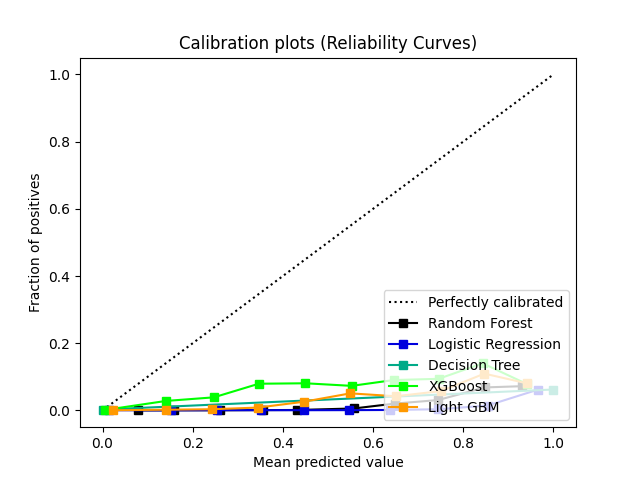 Calibration plots (Reliability Curves)
Fraction of positives
1.0
0.8
0.6
0.4
0.2
0.0
Perfectly calibrated
Random Forest
Logistic Regression
Decision Tree
XGBoost
Light GBM
0.0 0.2 0.4 0.6 0.8 1.0
Mean predicted value